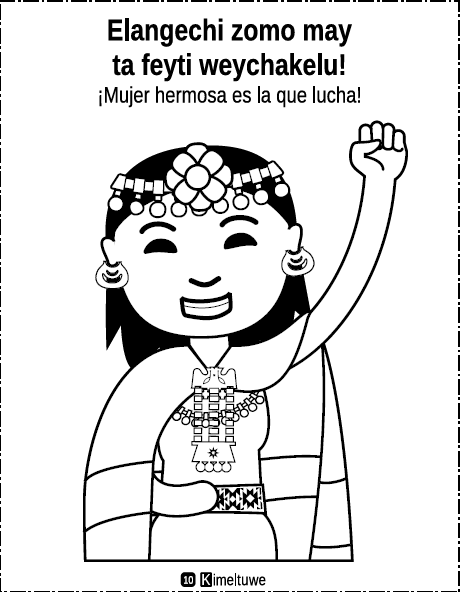 Elangechi zomo may
ta feyti weychakelu!
¡Mujer hermosa es la que lucha!
10 Kimeltuwe